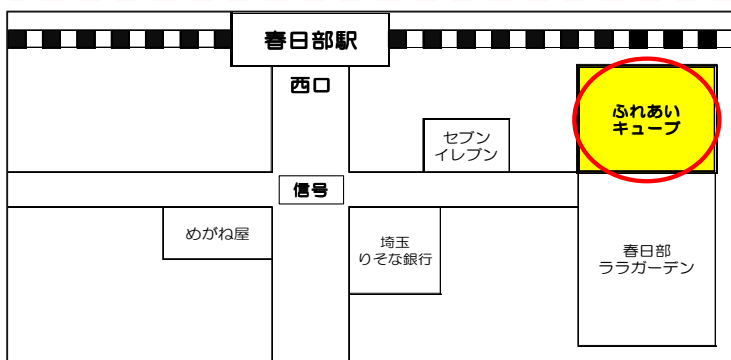 春日部駅
西口
ふれあい
キューブ
セブン
イレブン
信号
めがね屋
埼玉
りそな銀行
春日部
ララガーデン